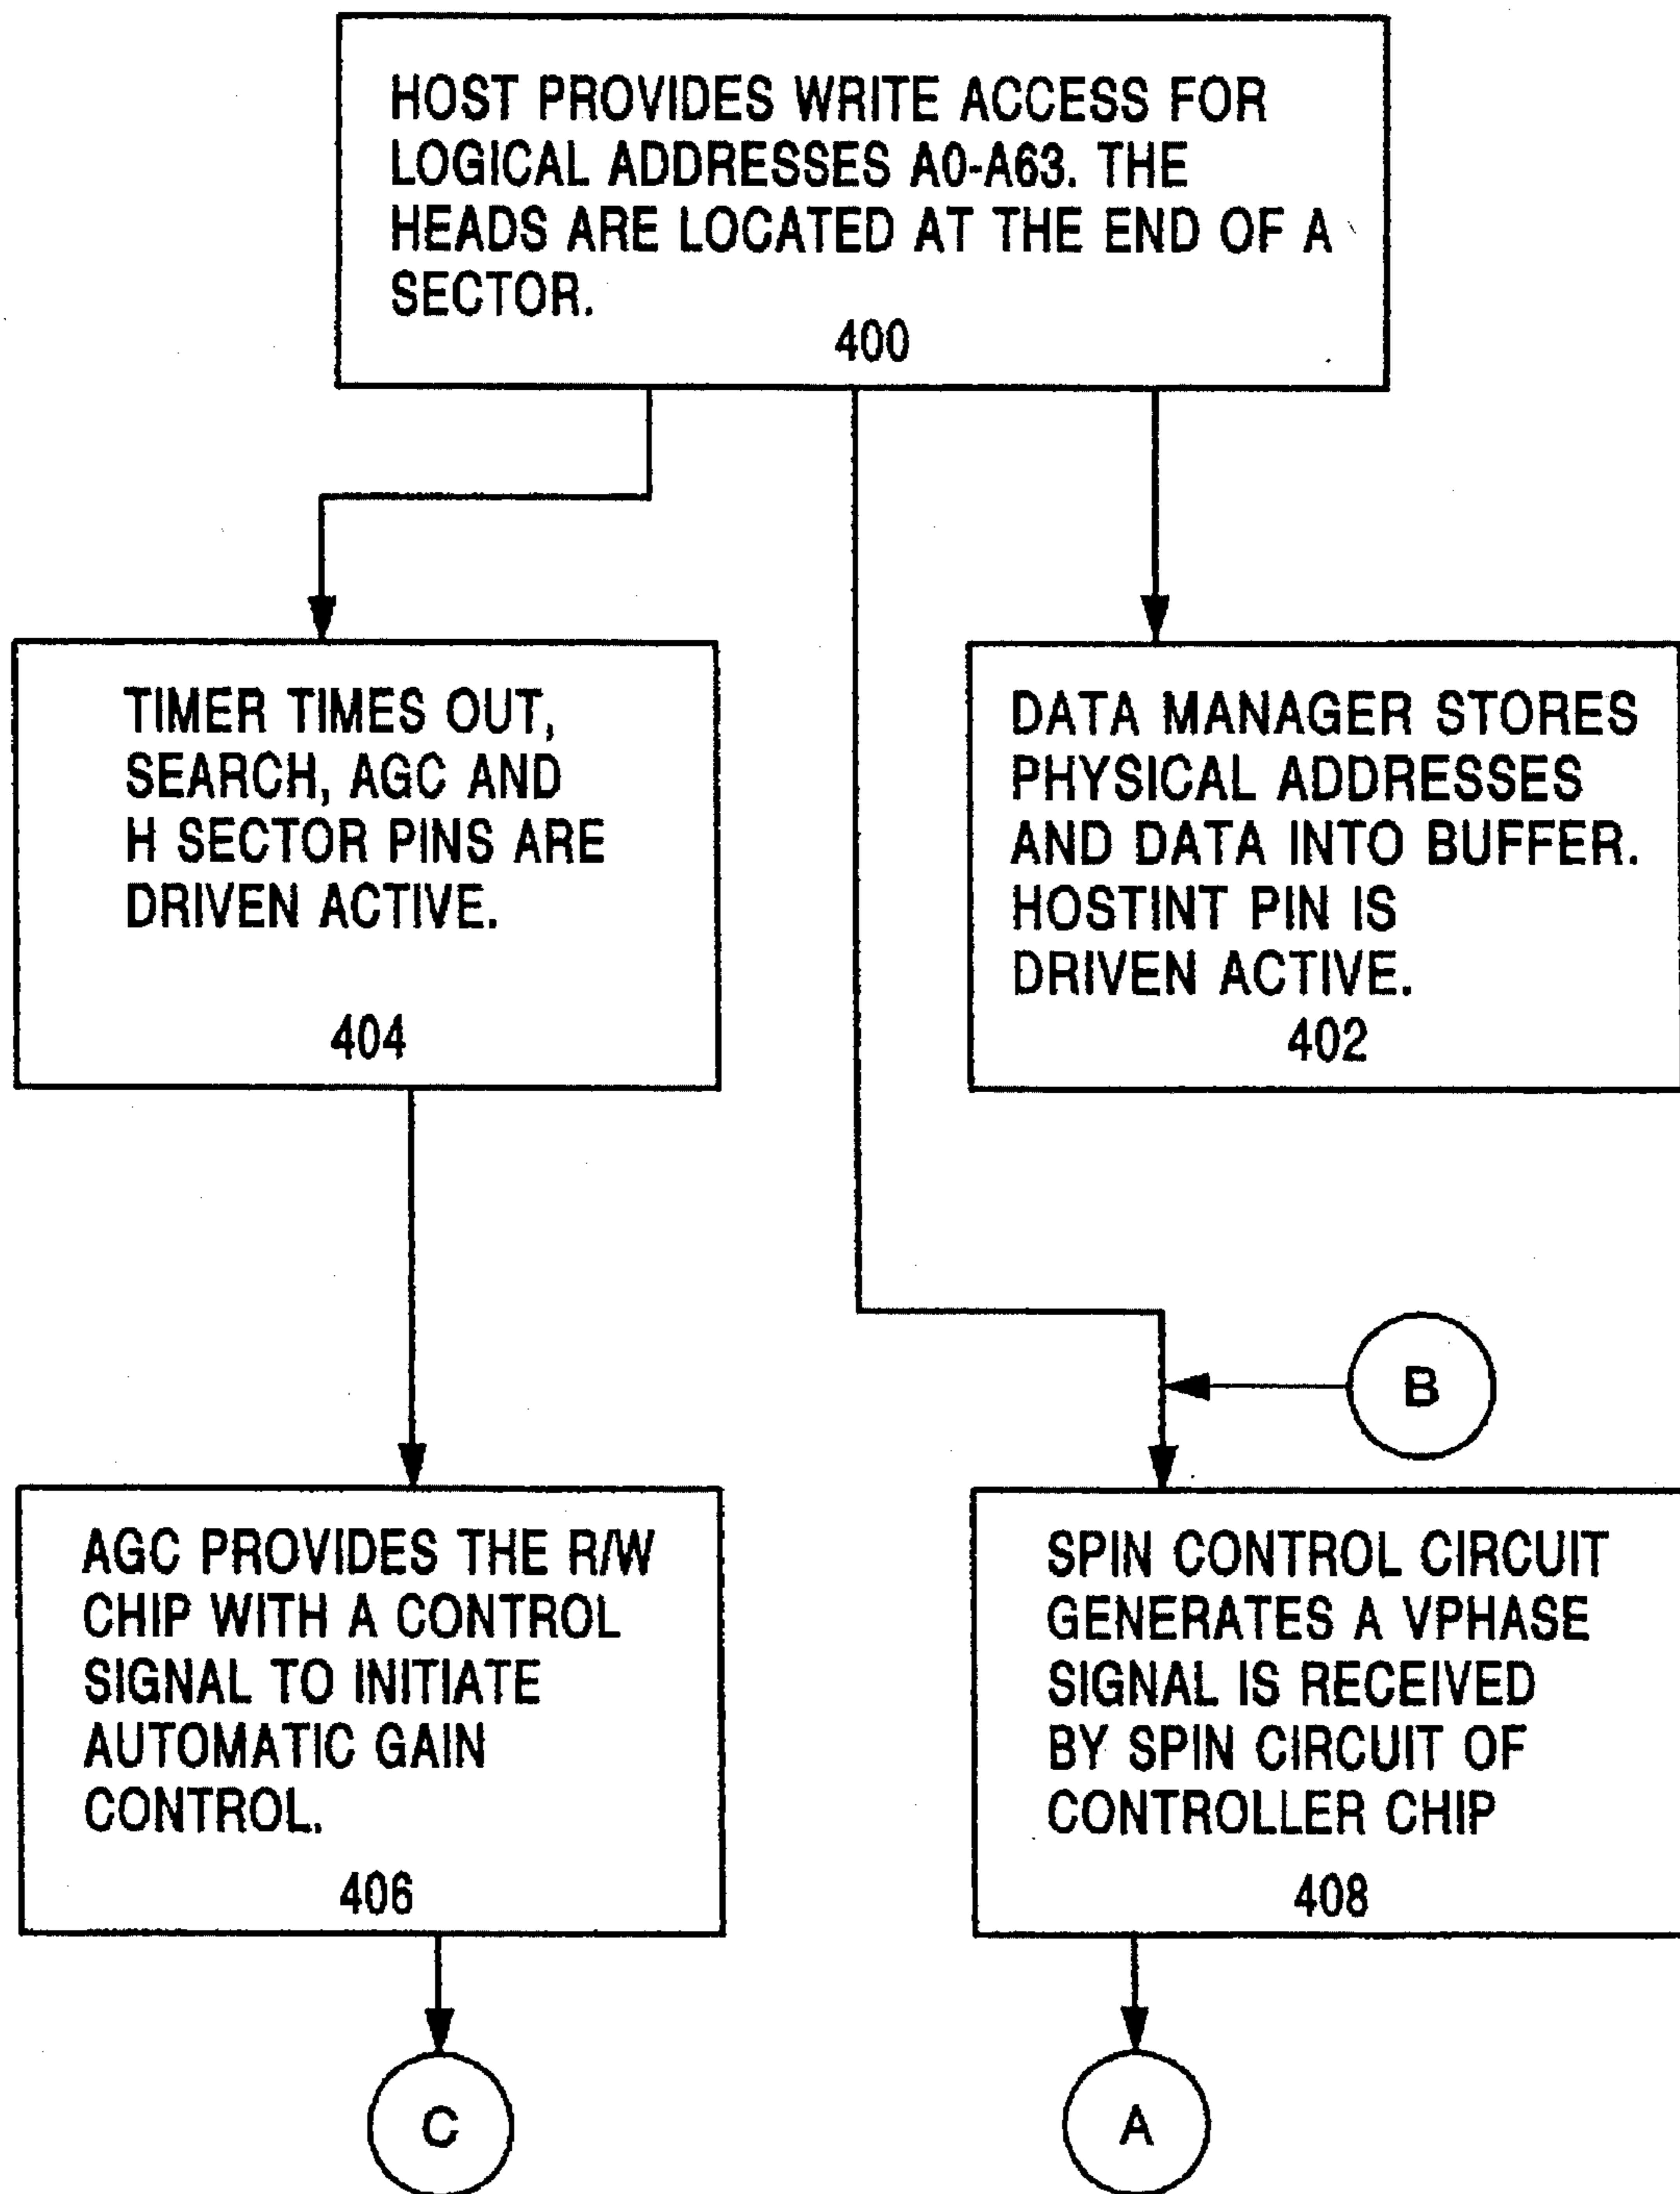 HOST PROVIDES WRITE ACCESS FOR
LOGICAL ADDRESSES A0-A63. THE
HEADS ARE LOCATED AT THE END OF A
SECTOR.
400
TIMER TIMES OUT,
SEARCH, AGC AND
H SECTOR PINS ARE
DRIVEN ACTIVE.
404
DATA MANAGER STORES
PHYSICAL ADDRESSES
AND DATA INTO BUFFER.
HOSTINT PIN IS
DRIVEN ACTIVE.
402
B
AGC PROVIDES THE R/W
CHIP WITH A CONTROL
SIGNAL TO INITIATE
AUTOMATIC GAIN
CONTROL.
406
SPIN CONTROL CIRCUIT
GENERATES A VPHASE
SIGNAL IS RECEIVED
BY SPIN CIRCUIT OF
CONTROLLER CHIP
408
C
A